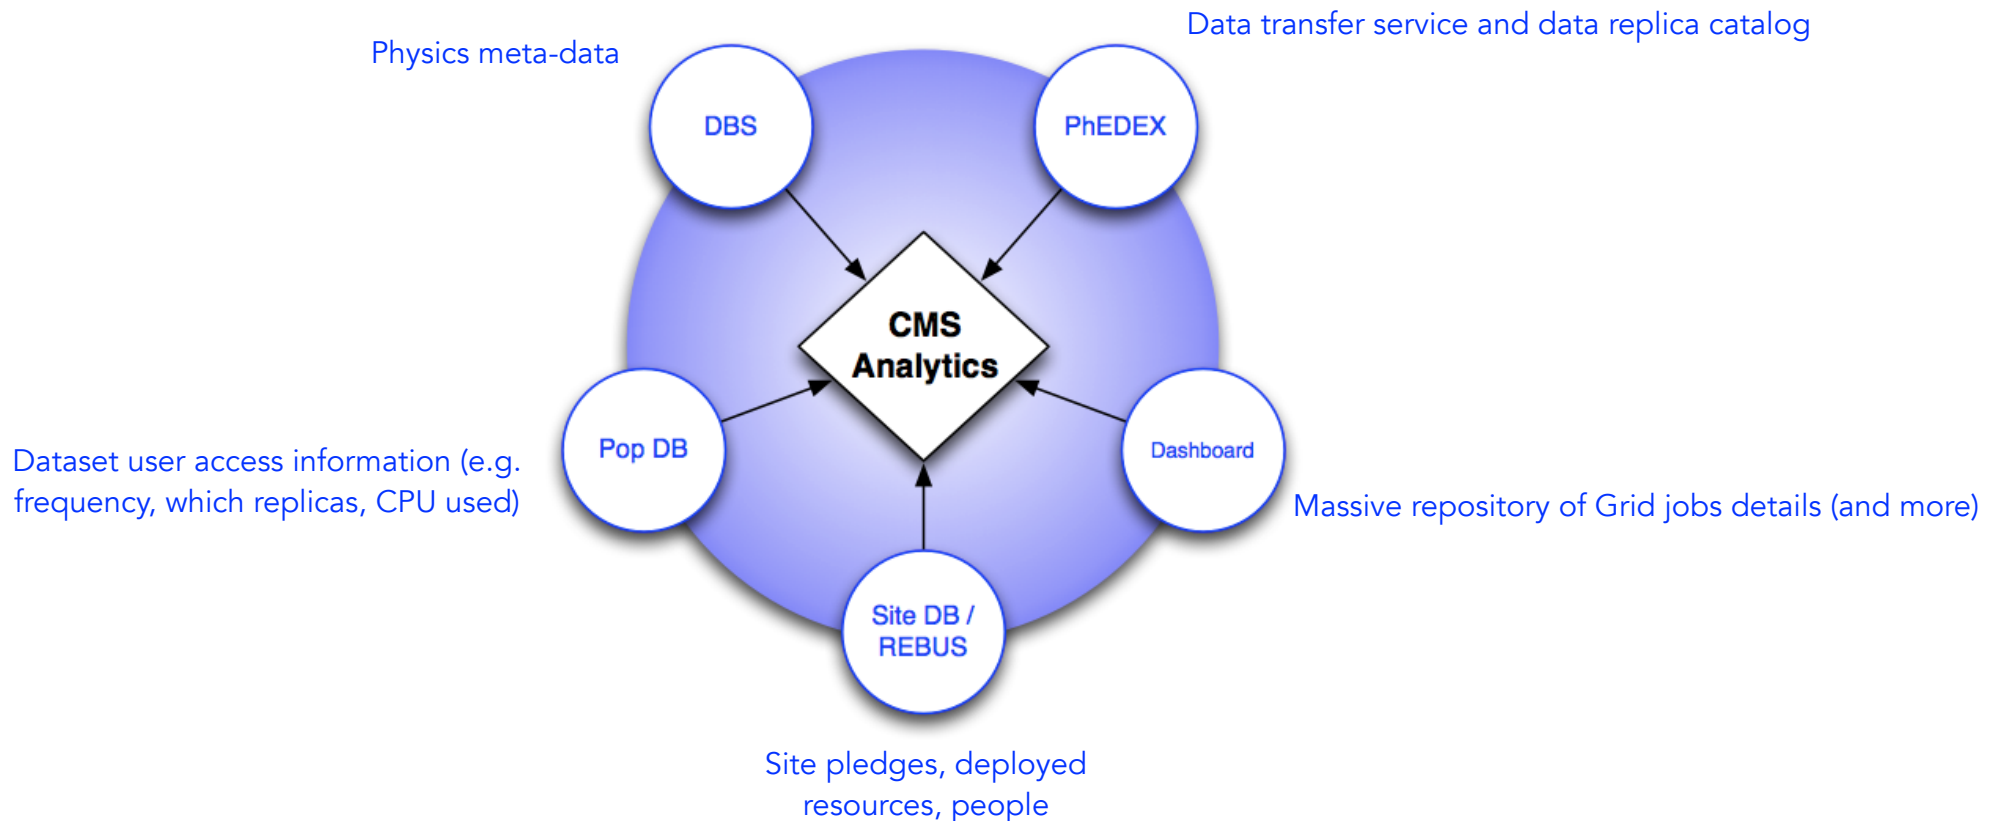 Data transfer service and data replica catalog
Physics meta-data
DBS
PhEDEX
CMS
Analytics
Pop DB
Dashboard
Dataset user access information (e.g.
frequency, which replicas, CPU used)
Massive repository of Grid jobs details (and more)
Site DB /
REBUS
Site pledges, deployed
resources, people